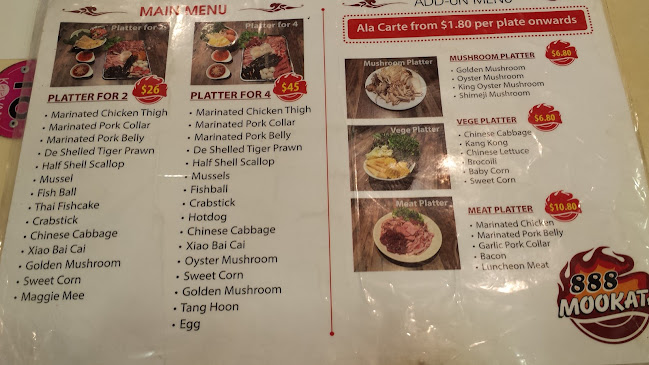 MAIN MENU
Platter for 2
Platter for 4
PLATTER FOR 2
$26
• Marinated Chicken Thigh
• Marinated Pork Collar
• Marinated Pork Belly
• De Shelled Tiger Prawn
• Half Shell Scallop
• Mussel
• Fish Ball
• Thai Fishcake
• Crabstick
• Chinese Cabbage
• Xiao Bai Cai
• Golden Mushroom
• Sweet Corn
• Maggie Mee
PLATTER FOR 4
$45
• Marinated Chicken Thigh
• Marinated Pork Collar
• Marinated Pork Belly
• De Shelled Tiger Prawn
• Half Shell Scallop
• Mussels
• Fishball
• Crabstick
• Hotdog
• Chinese Cabbage
• Xiao Bai Cai
• Oyster Mushroom
• Sweet Corn
• Golden Mushroom
• Tang Hoon
• Egg
ADD-ON MENU
Ala Carte from $1.80 per plate onwards
Mushroom Platter
MUSHROOM PLATTER
$6.80
• Golden Mushroom
• Oyster Mushroom
• King Oyster Mushroom
• Shimeji Mushroom
Vege Platter
VEGE PLATTER
$6.80
• Chinese Cabbage
• Kang Kong
• Chinese Lettuce
• Brocoili
• Baby Corn
• Sweet Corn
Meat Platter
MEAT PLATTER
$10.80
• Marinated Chicken
• Marinated Pork Belly
• Garlic Pork Collar
• Bacon
• Luncheon Meat
888
MOOKAT